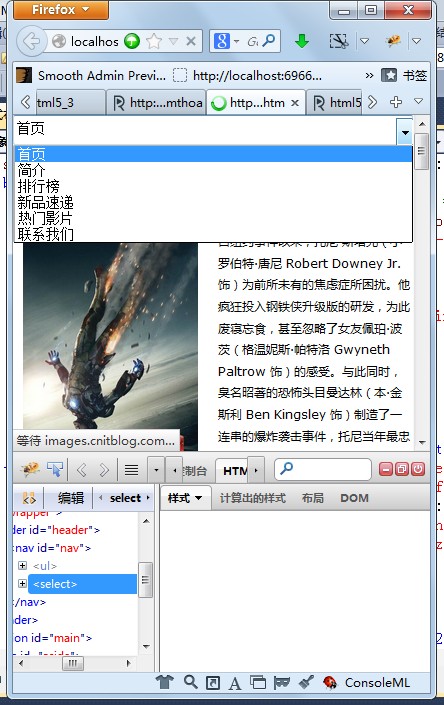 Firefox
localhos
G
Smooth Admin Previ...
http://localhost:6966...
»
书签
tml5_3
http:...mthoa
http...htm
html5
首页
首页
简介
排行榜
新品速递
热门影片
联系我们
罗伯特·唐尼 Robert Downey Jr.
饰）为前所未有的焦虑症所困扰。他
疯狂投入钢铁侠升级版的研发，为此
废寝忘食，甚至忽略了女友佩珀·波
茨（格温妮斯·帕特洛 Gwyneth
Paltrow 饰）的感受。与此同时，
臭名昭著的恐怖头目曼达林（本·金
斯利 Ben Kingsley 饰）制造了一
连串的爆炸袭击事件，托尼当年最忠
等待 images.cnitblog.com...
控制台
HTM
编辑
select
样式
计算出的样式
布局
DOM
der id="header">
<nav id="nav">
<ul>
<select>
</nav>
der>
on id="main">
ConsoleML